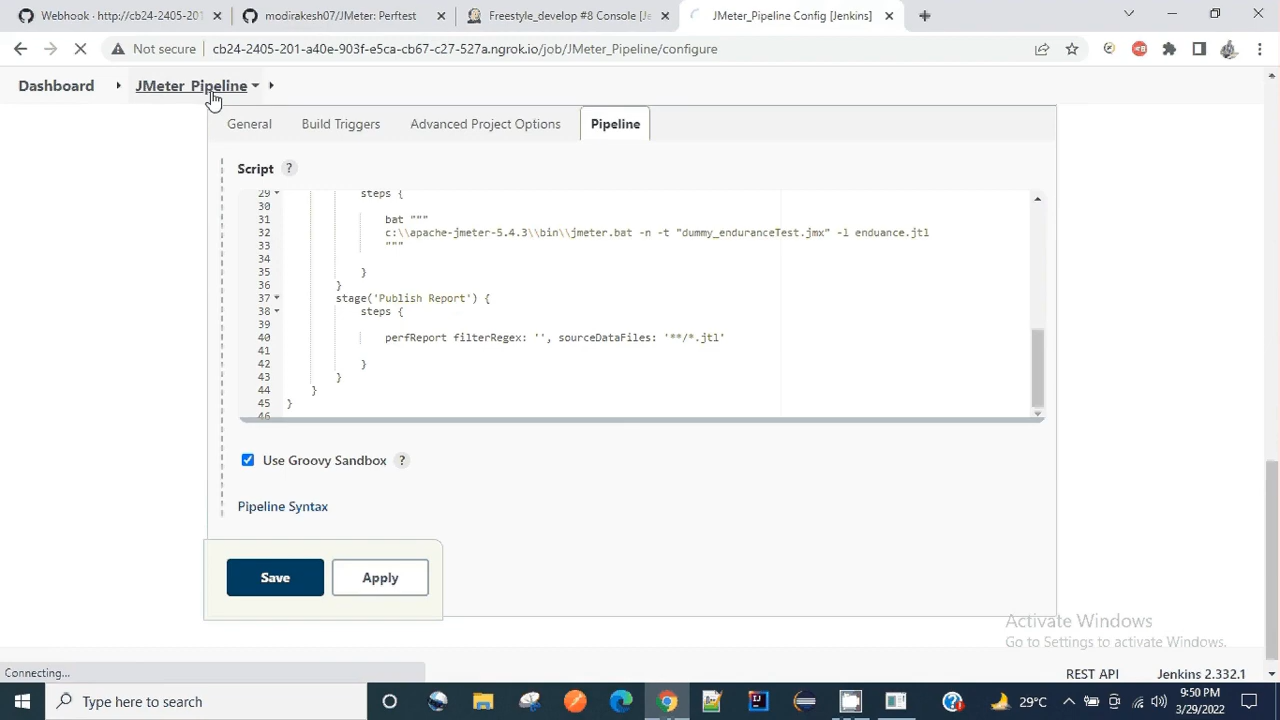 Webhook - http://cb24-2405-201
modirakesh07/JMeter: Perftest
Freestyle_develop #8 Console [Je
JMeter_Pipeline Config [Jenkins]
Not secure
cb24-2405-201-a40e-903f-e5ca-cb67-c27-527a.ngrok.io/job/JMeter_Pipeline/configure
Dashboard
JMeter_Pipeline
General
Build Triggers
Advanced Project Options
Pipeline
Script ?
29 steps {
30
31 bat """
32 c:\\apache-jmeter-5.4.3\\bin\\jmeter.bat -n -t "dummy_enduranceTest.jmx" -l enduance.jtl
33 """
34
35 }
36 }
37 stage('Publish Report') {
38 steps {
39
40 perfReport filterRegex: '', sourceDataFiles: '**/*.jtl'
41
42 }
43 }
44 }
45 }
46
Use Groovy Sandbox ?
Pipeline Syntax
Save
Apply
Activate Windows
Go to Settings to activate Windows.
Connecting...
REST API
Jenkins 2.332.1
Type here to search
29°C
9:50 PM
3/29/2022